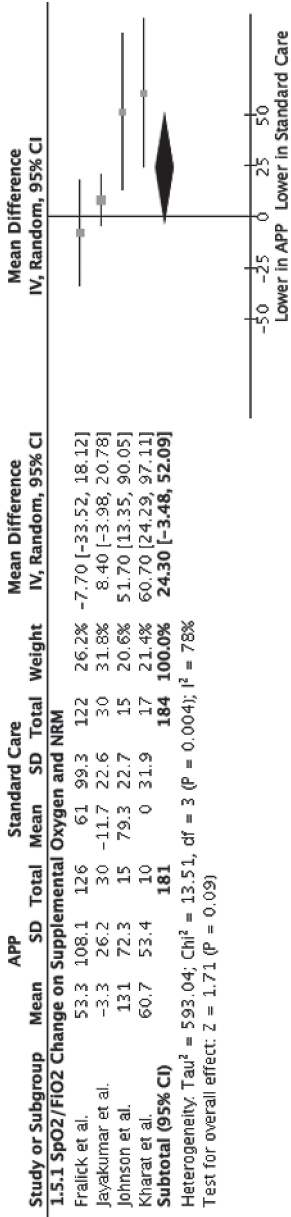 APP Standard Care Mean Difference Mean Difference
Study or Subgroup Mean SD Total Mean SD Total Weight IV, Random, 95% CI IV, Random, 95% CI
1.5.1 SpO2/FiO2 Change on Supplemental Oxygen and NRM
Fralick et al. 53.3 108.1 126 61 99.3 122 26.2% -7.70 [-33.52, 18.12]
Jayakumar et al. -3.3 26.2 30 -11.7 22.6 30 31.8% 8.40 [-3.98, 20.78]
Johnson et al. 131 72.3 15 79.3 22.7 15 20.6% 51.70 [13.35, 90.05]
Kharat et al. 60.7 53.4 10 0 31.9 17 21.4% 60.70 [24.29, 97.11]
Subtotal (95% CI) 181 184 100.0% 24.30 [-3.48, 52.09]
Heterogeneity. Tau² = 593.04; Chi² = 13.51, df = 3 (P = 0.004); I² = 78%
Test for overall effect: Z = 1.71 (P = 0.09)
-50 -25 0 25 50
Lower in APP Lower in Standard Care